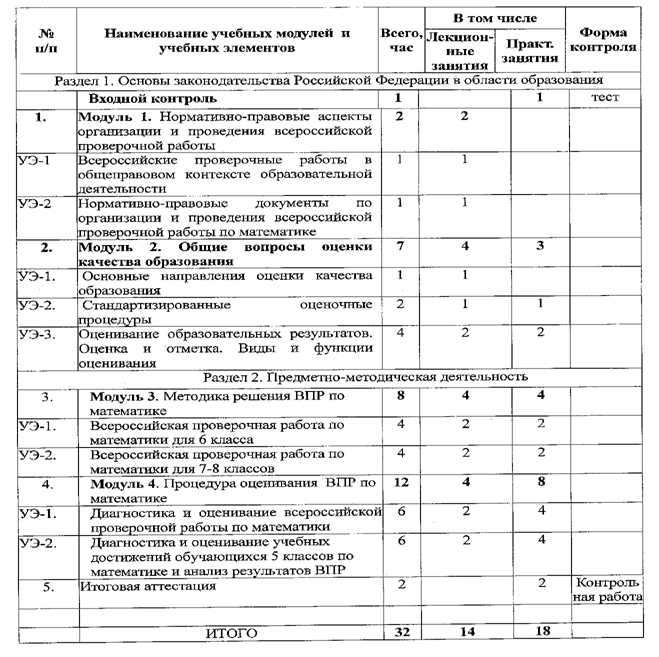 № п/п Наименование учебных модулей и учебных элементов Всего, час В том числе Форма контроля
Лекцион-ные занятия Практ. занятия
Раздел 1. Основы законодательства Российской Федерации в области образования
Входной контроль 1 1 тест
1. Модуль 1. Нормативно-правовые аспекты 2 2
организации и проведения всероссийской
проверочной работы
УЭ-1 Всероссийские проверочные работы в 1 1
общеправовом контексте образовательной
деятельности
УЭ-2 Нормативно-правовые документы по 1 1
организации и проведения всероссийской
проверочной работы по математике
2. Модуль 2. Общие вопросы оценки 7 4 3
качества образования
УЭ-1. Основные направления оценки качества 1 1
образования
УЭ-2. Стандартизированные оценочные 2 1 1
процедуры
УЭ-3. Оценивание образовательных результатов. 4 2 2
Оценка и отметка. Виды и функции
оценивания
Раздел 2. Предметно-методическая деятельность
3. Модуль 3. Методика решения ВПР по 8 4 4
математике
УЭ-1. Всероссийская проверочная работа по 4 2 2
математики для 6 класса
УЭ-2. Всероссийская проверочная работа по 4 2 2
математики для 7-8 классов
4. Модуль 4. Процедура оценивания ВПР по 12 4 8
математике
УЭ-1. Диагностика и оценивание всероссийской 6 2 4
проверочной работы по математики
УЭ-2. Диагностика и оценивание учебных 6 2 4
достижений обучающихся 5 классов по
математике и анализ результатов ВПР
5. Итоговая аттестация 2 2 Контроль
ная работа
ИТОГО 32 14 18